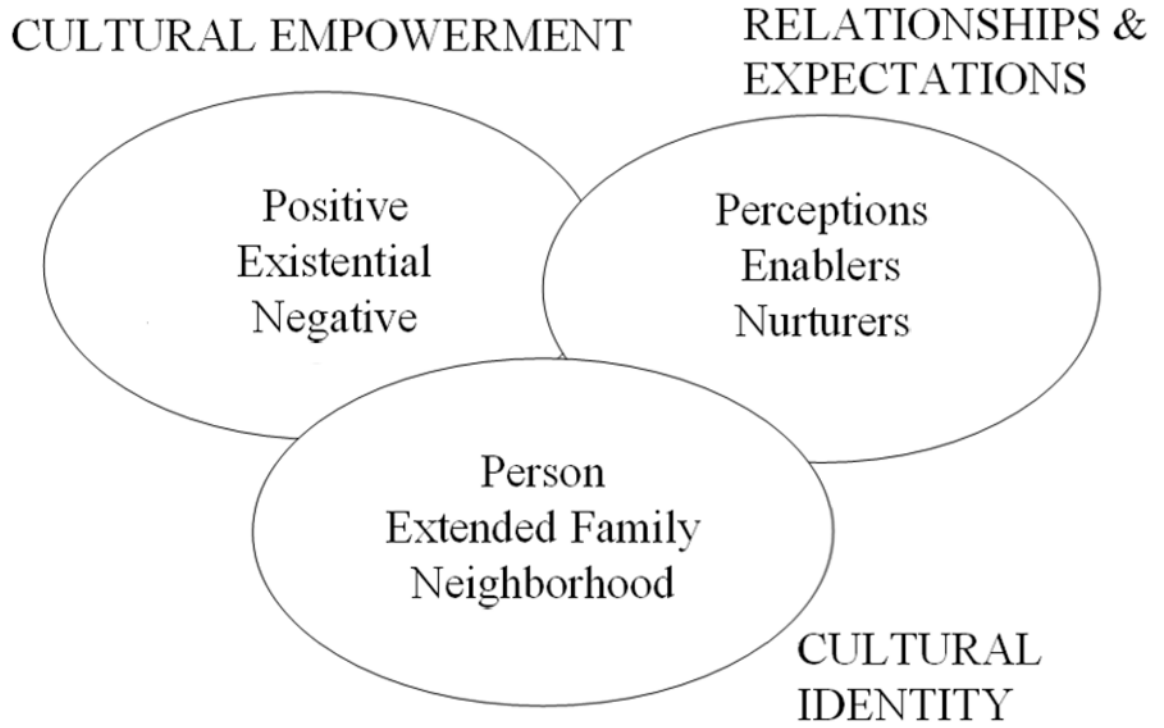 CULTURAL EMPOWERMENT
RELATIONSHIPS &
EXPECTATIONS
Positive
Existential
Negative
Perceptions
Enablers
Nurturers
Person
Extended Family
Neighborhood
CULTURAL
IDENTITY